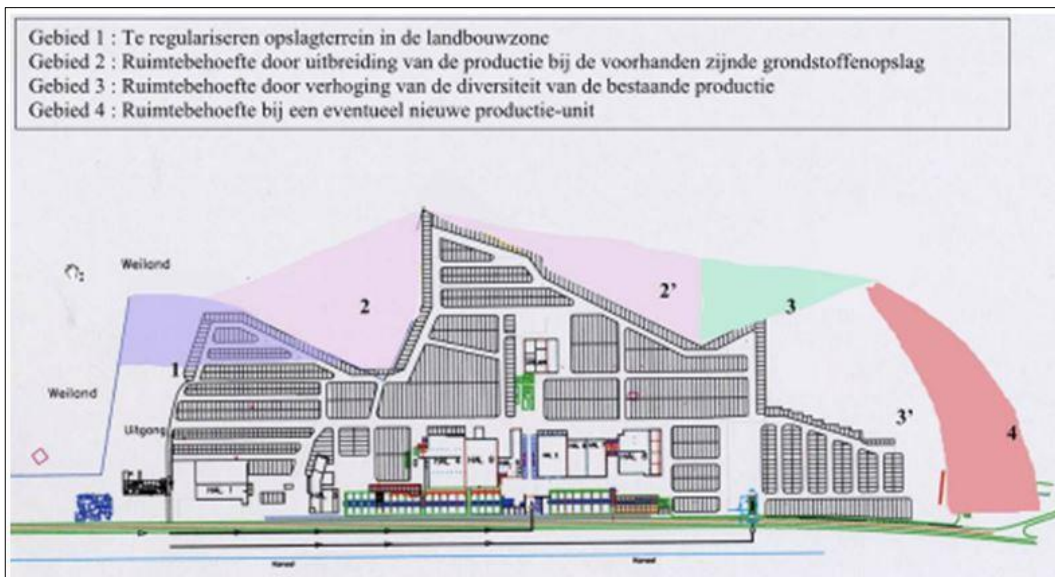 Gebied 1 : Te regulariseren opslagterrein in de landbouwzone
Gebied 2 : Ruimtebehoefte door uitbreiding van de productie bij de voorhanden zijnde grondstoffenopslag
Gebied 3 : Ruimtebehoefte door verhoging van de diversiteit van de bestaande productie
Gebied 4 : Ruimtebehoefte bij een eventueel nieuwe productie-unit
Weiland
2
2'
3
1
Weiland
Uitgang
3'
4
HAL 1
Kanaal
Kanaal